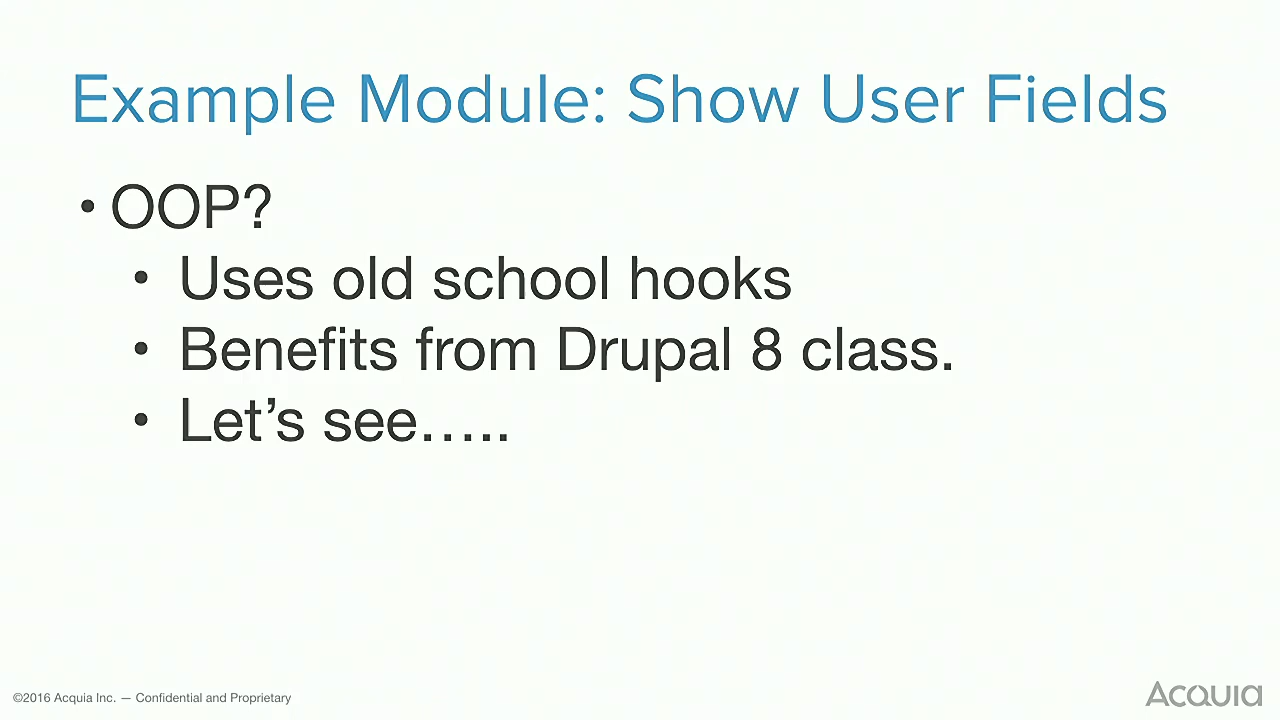 Example Module: Show User Fields
• OOP?
• Uses old school hooks
• Benefits from Drupal 8 class.
• Let’s see…..
©2016 Acquia Inc. — Confidential and Proprietary
Acquia